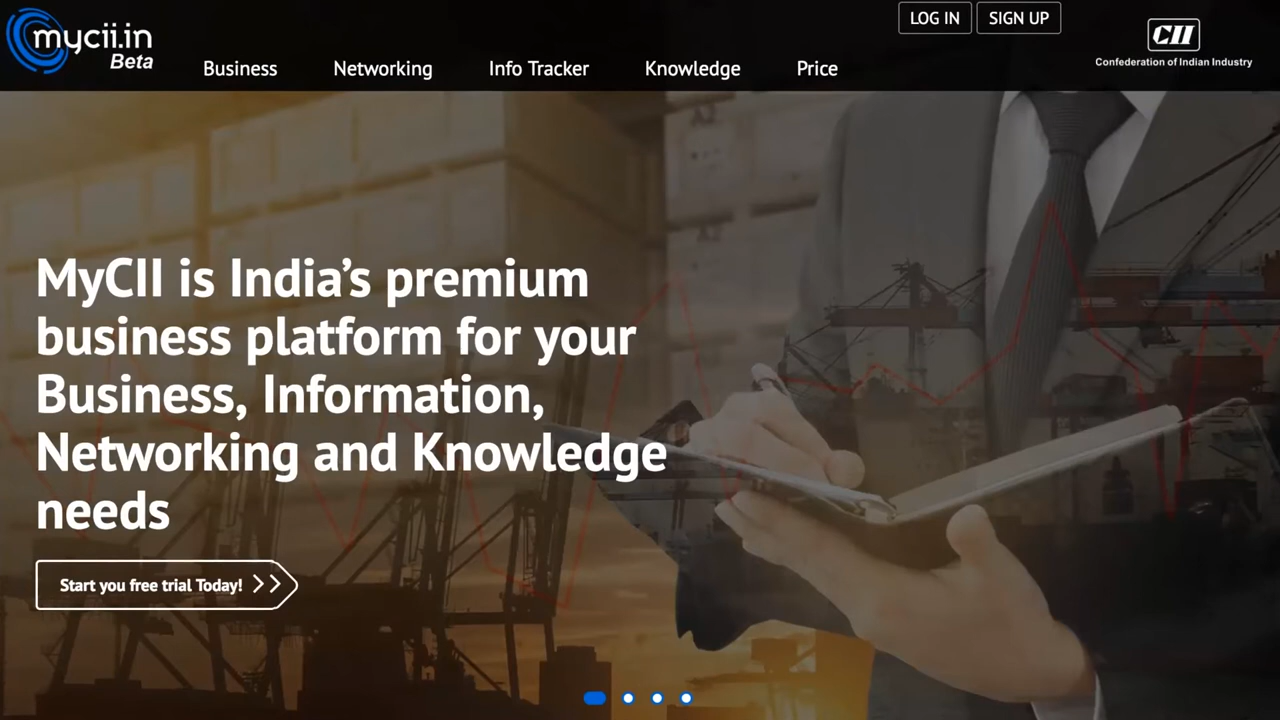 mycii.in
Beta
Business
Networking
Info Tracker
Knowledge
Price
LOG IN
SIGN UP
CII
Confederation of Indian Industry
MyCII is India’s premium
business platform for your
Business, Information,
Networking and Knowledge
needs
Start you free trial Today!